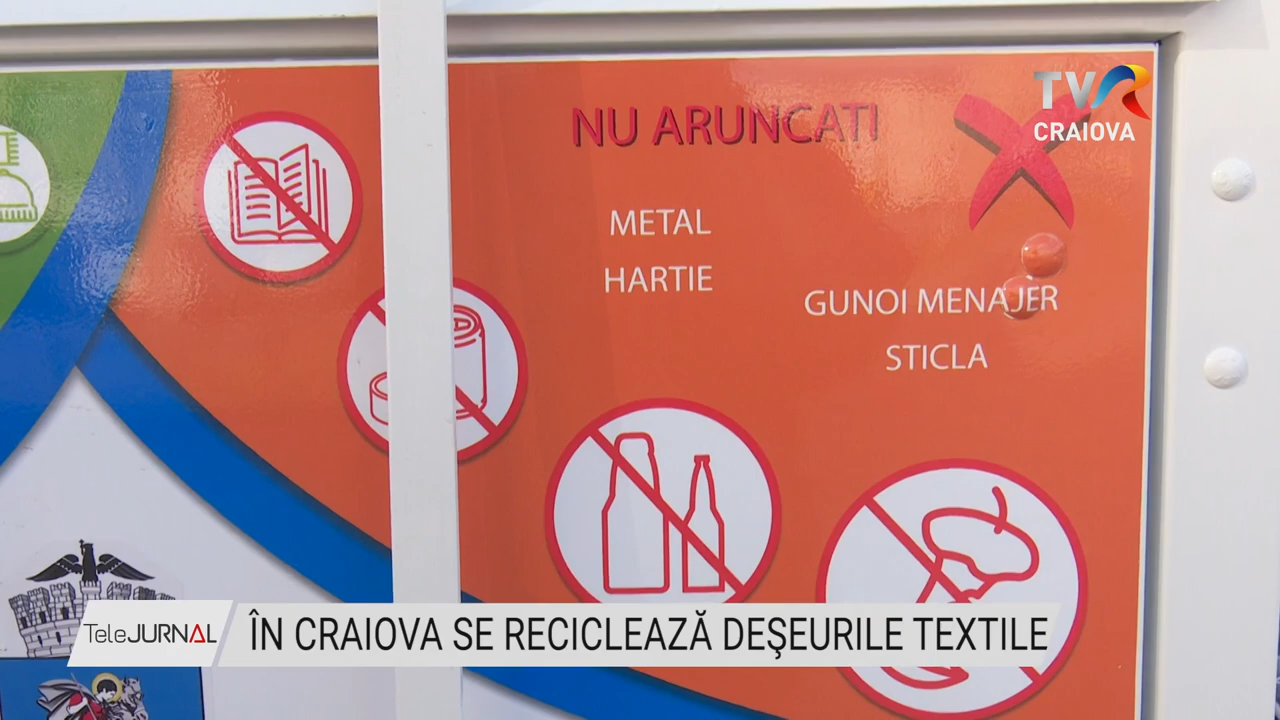 TVR
CRAIOVA
NU ARUNCATI
METAL
HARTIE
GUNOI MENAJER
STICLA
TeleJURNAL
ÎN CRAIOVA SE RECICLEAZĂ DEŞEURILE TEXTILE